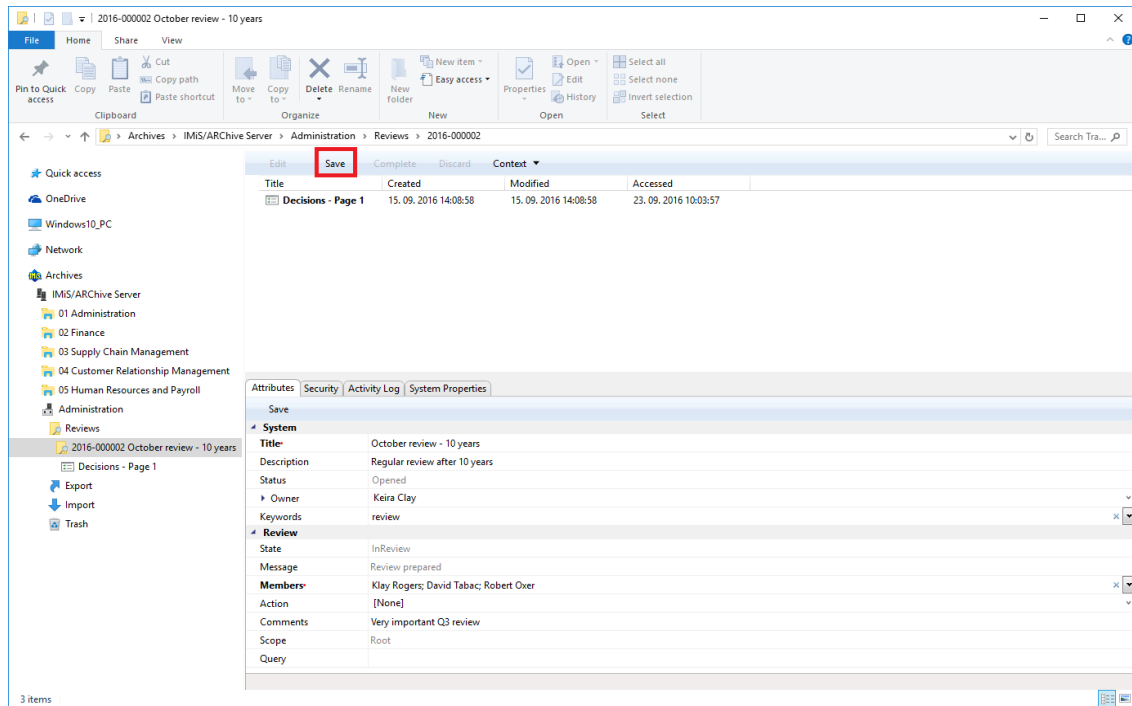 2016-000002 October review - 10 years
File Home Share View
Pin to Quick access
Copy
Paste
Cut
Copy path
Paste shortcut
Clipboard
Move to
Copy to
Delete
Rename
Organize
New folder
New item
Easy access
New
Properties
Open
Edit
History
Open
Select all
Select none
Invert selection
Select
Archives > IMiS/ARChive Server > Administration > Reviews > 2016-000002
Search Tra...
Quick access
OneDrive
Windows10_PC
Network
Archives
IMiS/ARChive Server
01 Administration
02 Finance
03 Supply Chain Management
04 Customer Relationship Management
05 Human Resources and Payroll
Administration
Reviews
2016-000002 October review - 10 years
Decisions - Page 1
Export
Import
Trash
Edit Save Complete Discard Context
Title Created Modified Accessed
Decisions - Page 1 15. 09. 2016 14:08:58 15. 09. 2016 14:08:58 23. 09. 2016 10:03:57
Attributes Security Activity Log System Properties
Save
System
Title• October review - 10 years
Description Regular review after 10 years
Status Opened
Owner Keira Clay
Keywords review
Review
State InReview
Message Review prepared
Members• Klay Rogers; David Tabac; Robert Oxer
Action [None]
Comments Very important Q3 review
Scope Root
Query
3 items